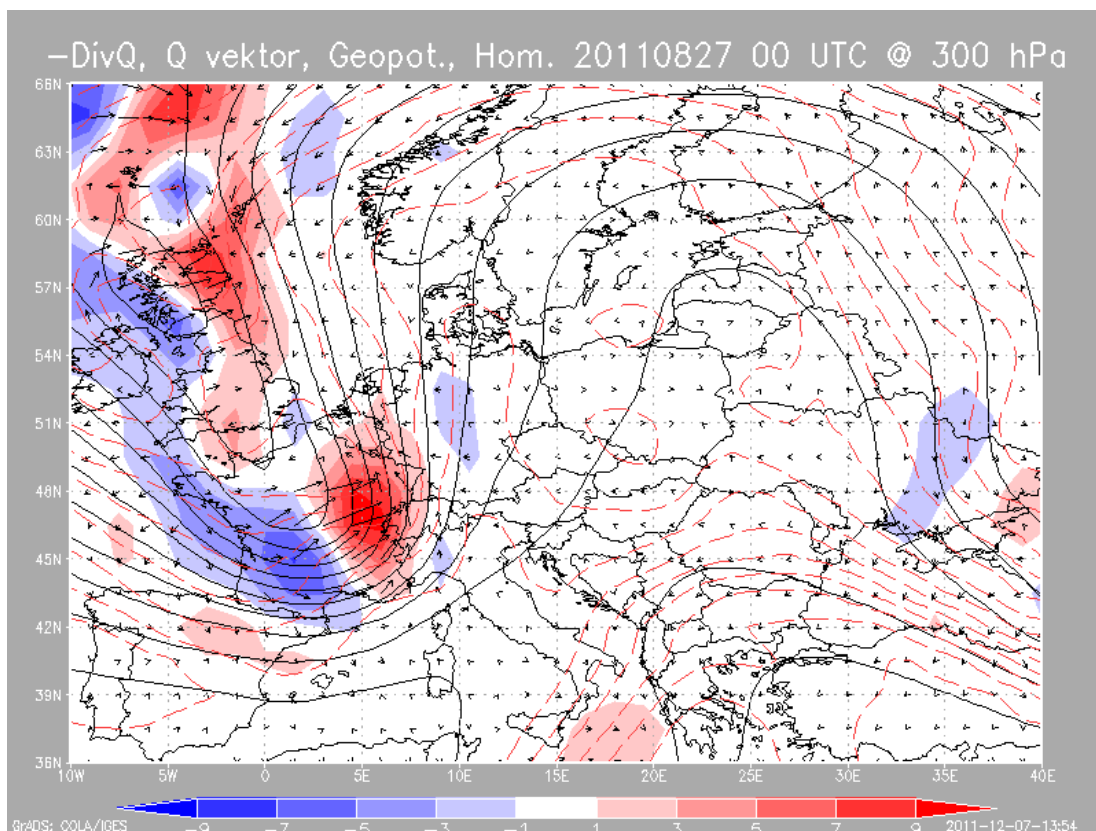 -DivQ, Q vektor, Geopot., Hom. 20110827 00 UTC @ 300 hPa
66N
63N
60N
57N
54N
51N
48N
45N
42N
39N
36N
10W 5W 0 5E 10E 15E 20E 25E 30E 35E 40E
-9 -7 -5 -3 -1 1 3 5 7 9
GrADS: COLA/IGES 2011-12-07-13:54